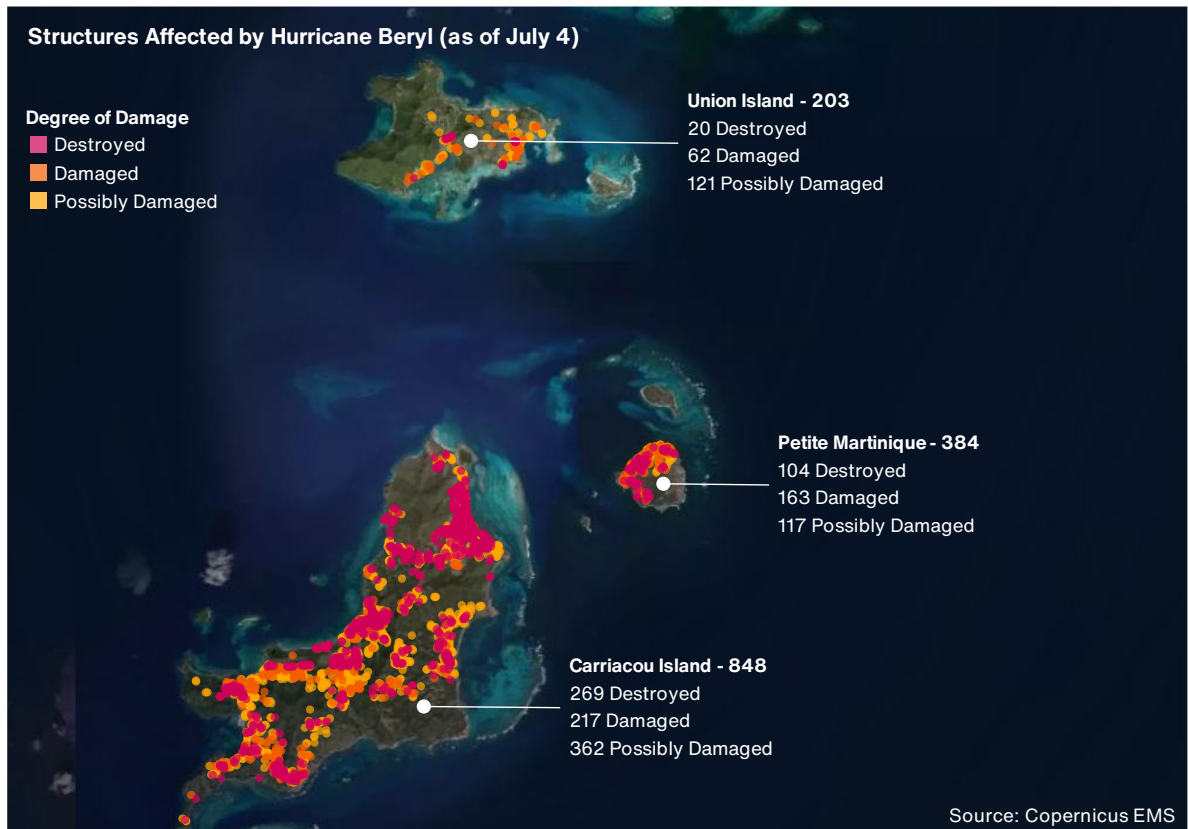 Structures Affected by Hurricane Beryl (as of July 4)
Degree of Damage
Destroyed
Damaged
Possibly Damaged
Union Island - 203
20 Destroyed
62 Damaged
121 Possibly Damaged
Petite Martinique - 384
104 Destroyed
163 Damaged
117 Possibly Damaged
Carriacou Island - 848
269 Destroyed
217 Damaged
362 Possibly Damaged
Source: Copernicus EMS